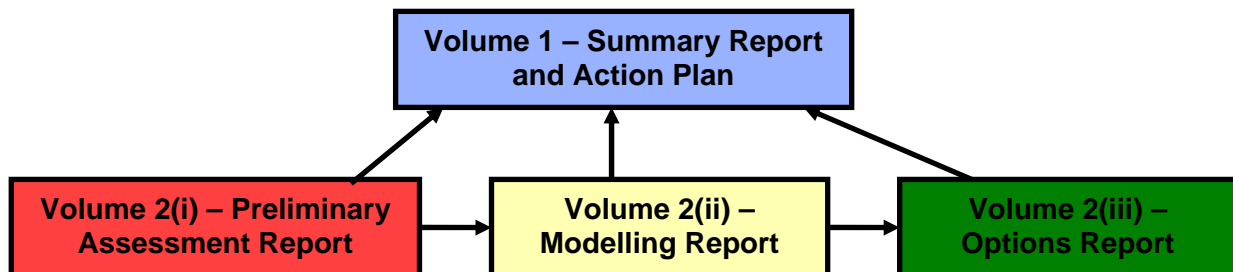 Volume 1 – Summary Report
and Action Plan
Volume 2(i) – Preliminary
Assessment Report
Volume 2(ii) –
Modelling Report
Volume 2(iii) –
Options Report